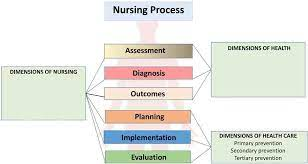 Nursing Process
Assessment
DIMENSIONS OF HEALTH
DIMENSIONS OF NURSING
Diagnosis
Outcomes
Planning
Implementation
DIMENSIONS OF HEALTH CARE
Primary prevention
Secondary prevention
Tertiary prevention
Evaluation